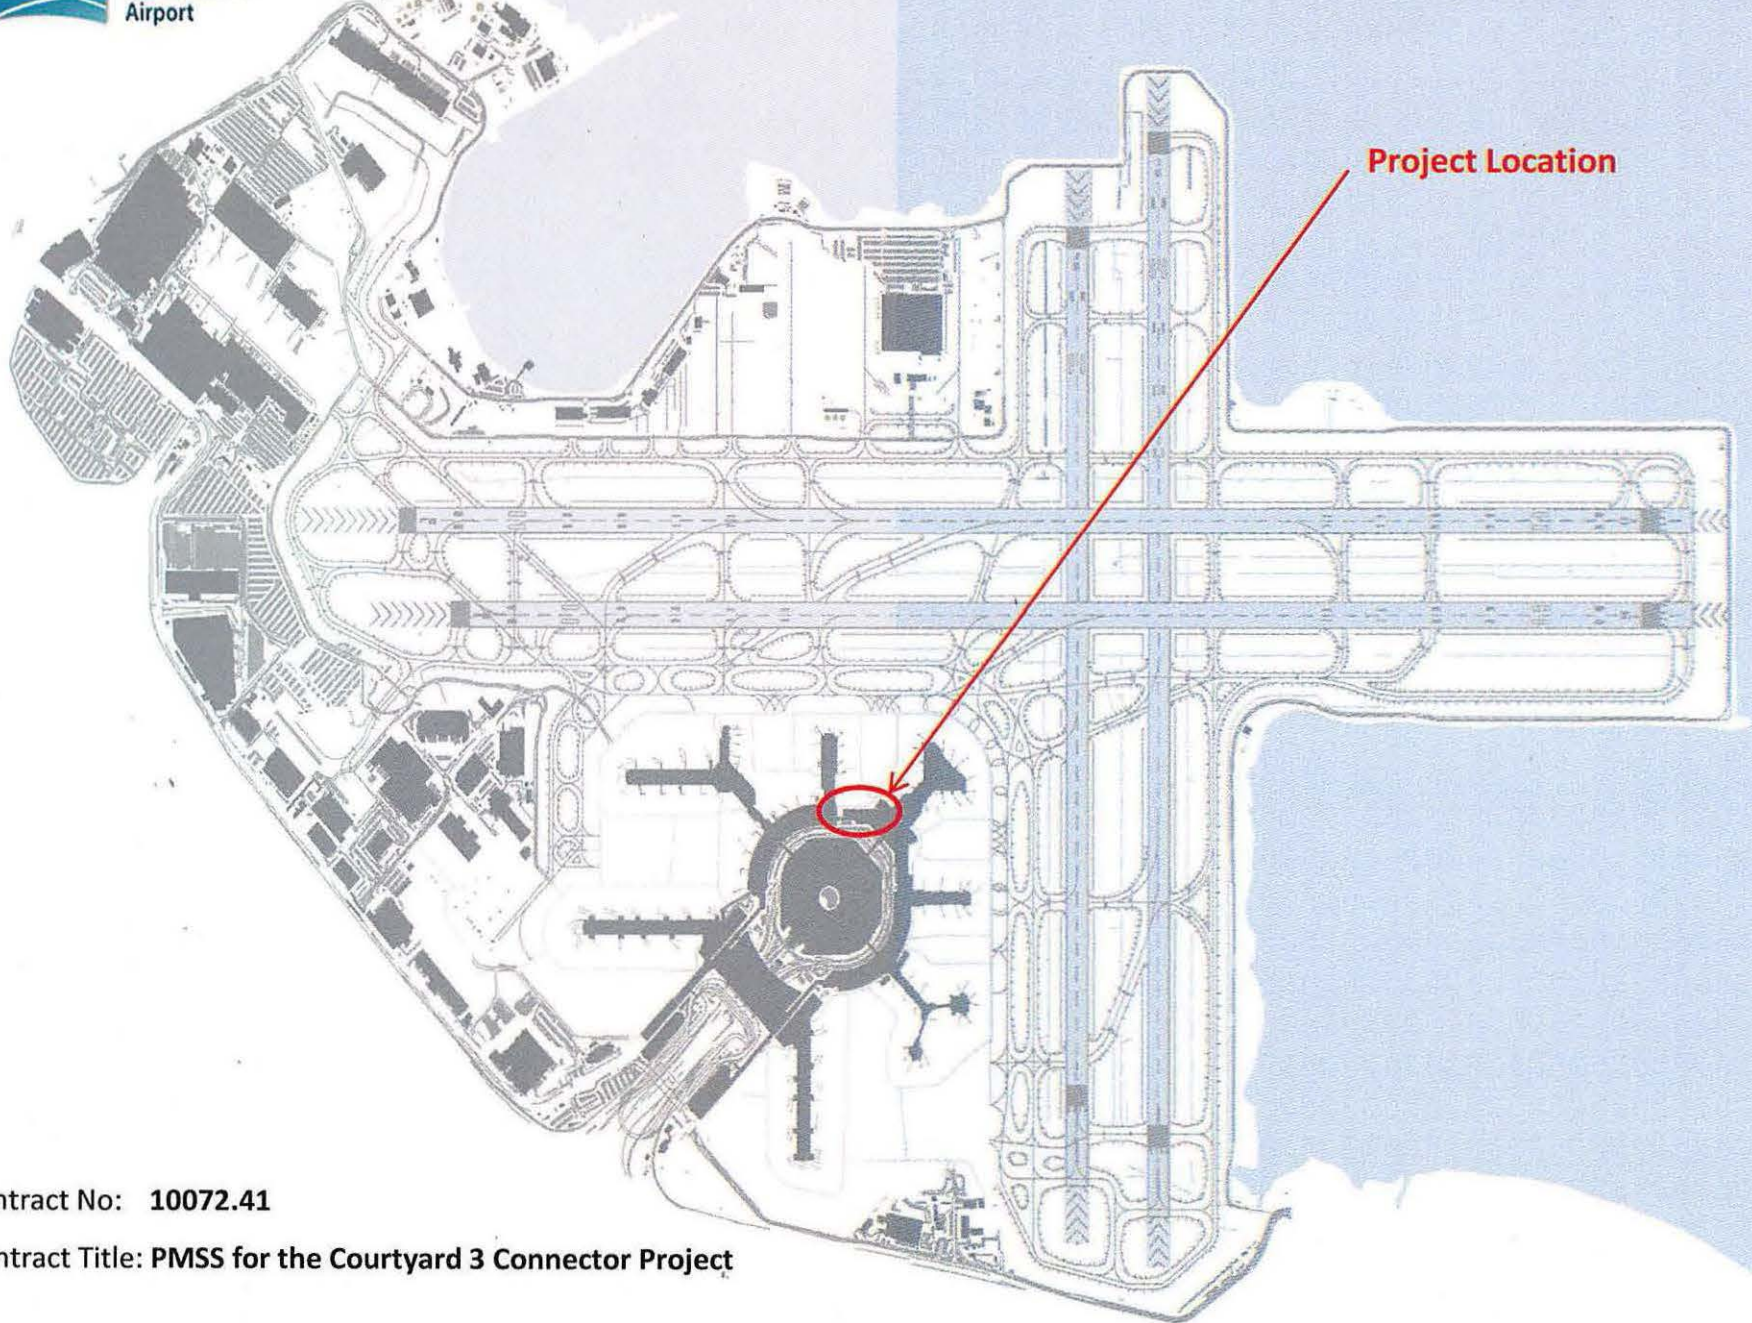 Airport
Project Location
ntract No: 10072.41
ntract Title: PMSS for the Courtyard 3 Connector Project